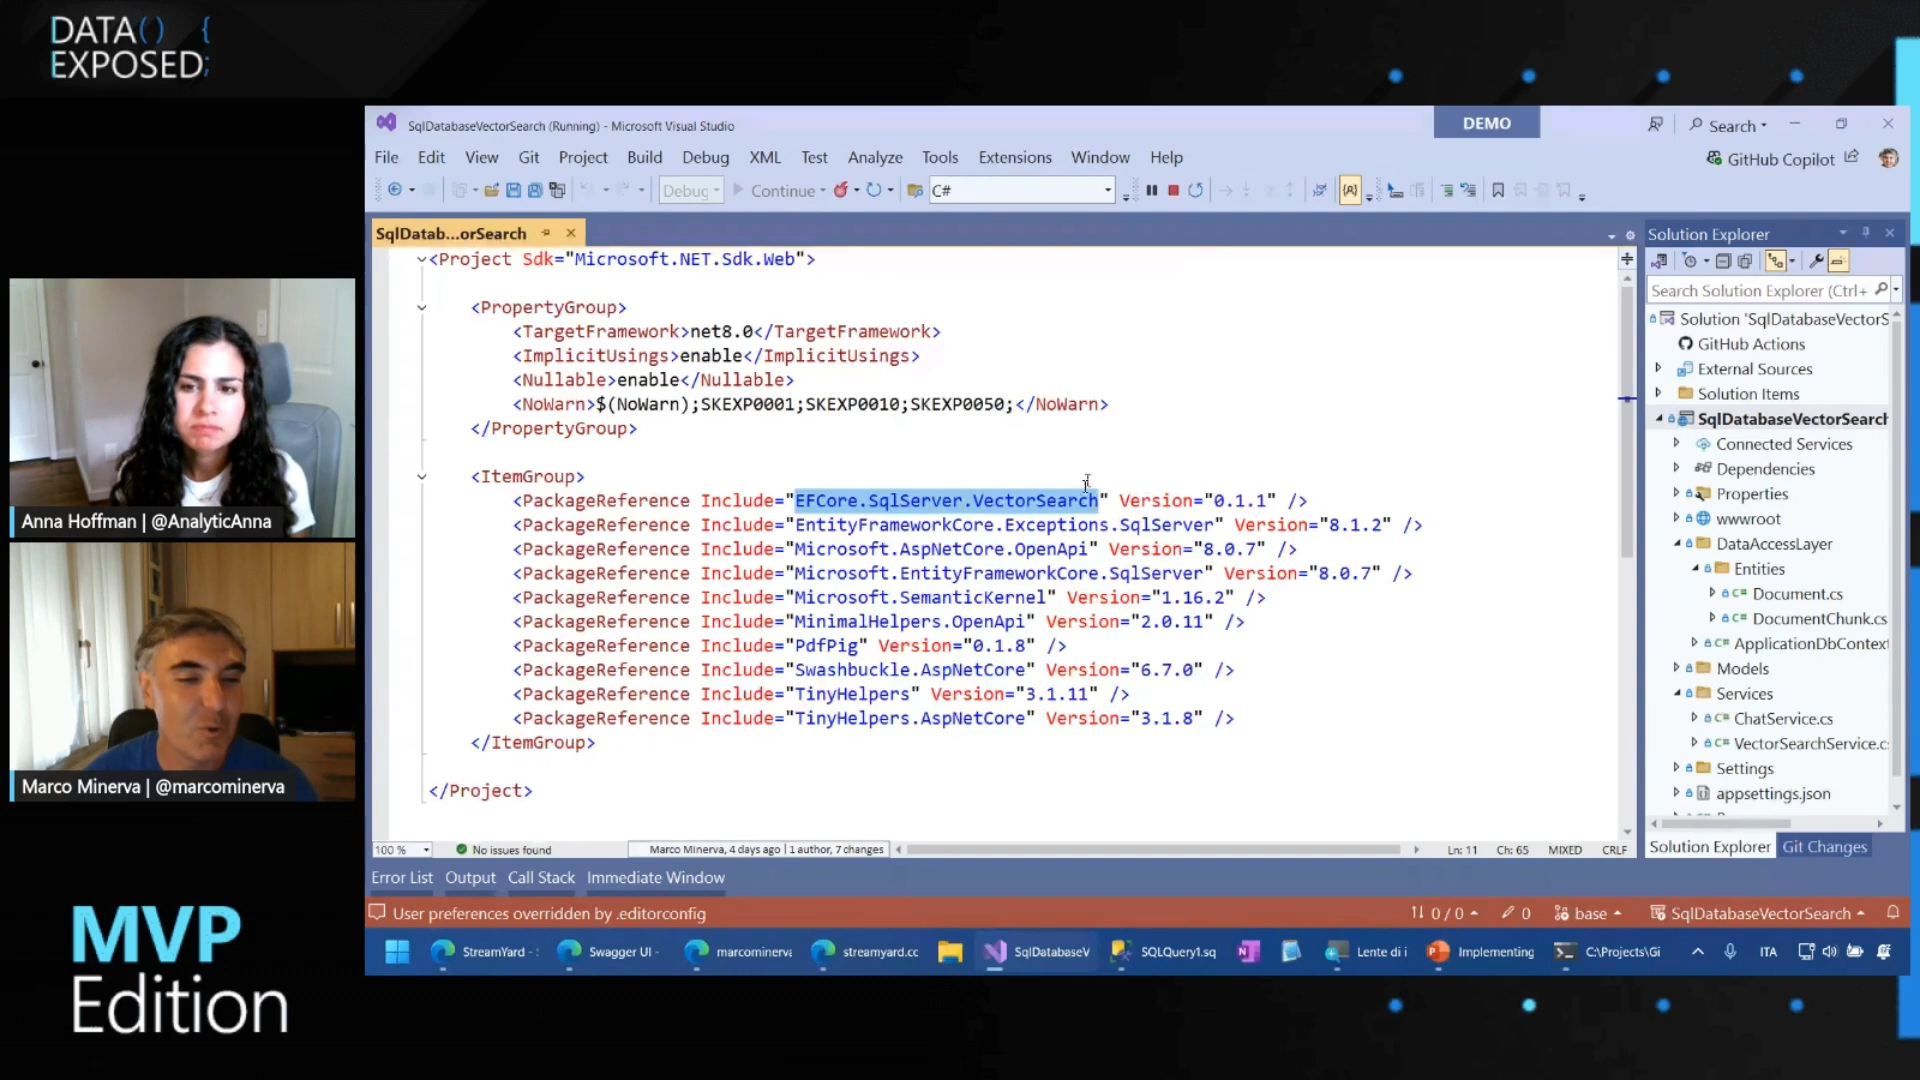 DATA() {
EXPOSED;
SqlDatabaseVectorSearch (Running) - Microsoft Visual Studio
DEMO
Search
File Edit View Git Project Build Debug XML Test Analyze Tools Extensions Window Help
GitHub Copilot
Debug Continue C#
SqlDatab...orSearch
<Project Sdk="Microsoft.NET.Sdk.Web">
<PropertyGroup>
<TargetFramework>net8.0</TargetFramework>
<ImplicitUsings>enable</ImplicitUsings>
<Nullable>enable</Nullable>
<NoWarn>$(NoWarn);SKEXP0001;SKEXP0010;SKEXP0050;</NoWarn>
</PropertyGroup>
<ItemGroup>
<PackageReference Include="EFCore.SqlServer.VectorSearch" Version="0.1.1" />
<PackageReference Include="EntityFrameworkCore.Exceptions.SqlServer" Version="8.1.2" />
<PackageReference Include="Microsoft.AspNetCore.OpenApi" Version="8.0.7" />
<PackageReference Include="Microsoft.EntityFrameworkCore.SqlServer" Version="8.0.7" />
<PackageReference Include="Microsoft.SemanticKernel" Version="1.16.2" />
<PackageReference Include="MinimalHelpers.OpenApi" Version="2.0.11" />
<PackageReference Include="PdfPig" Version="0.1.8" />
<PackageReference Include="Swashbuckle.AspNetCore" Version="6.7.0" />
<PackageReference Include="TinyHelpers" Version="3.1.11" />
<PackageReference Include="TinyHelpers.AspNetCore" Version="3.1.8" />
</ItemGroup>
</Project>
100 % No issues found Marco Minerva, 4 days ago | 1 author, 7 changes Ln: 11 Ch: 65 MIXED CRLF
Solution Explorer
Search Solution Explorer (Ctrl+
Solution 'SqlDatabaseVectorS
GitHub Actions
External Sources
Solution Items
SqlDatabaseVectorSearch
Connected Services
Dependencies
Properties
wwwroot
DataAccessLayer
Entities
C# Document.cs
C# DocumentChunk.cs
C# ApplicationDbContext
Models
Services
C# ChatService.cs
C# VectorSearchService.c
Settings
appsettings.json
Solution Explorer Git Changes
Error List Output Call Stack Immediate Window
User preferences overridden by .editorconfig
0 / 0 0 base SqlDatabaseVectorSearch
StreamYard - Swagger UI - marcominerva streamyard.cc SqlDatabaseV SQLQuery1.sq Lente di i Implementing C:\Projects\Gi ITA
Anna Hoffman | @AnalyticAnna
Marco Minerva | @marcominerva
MVP
Edition